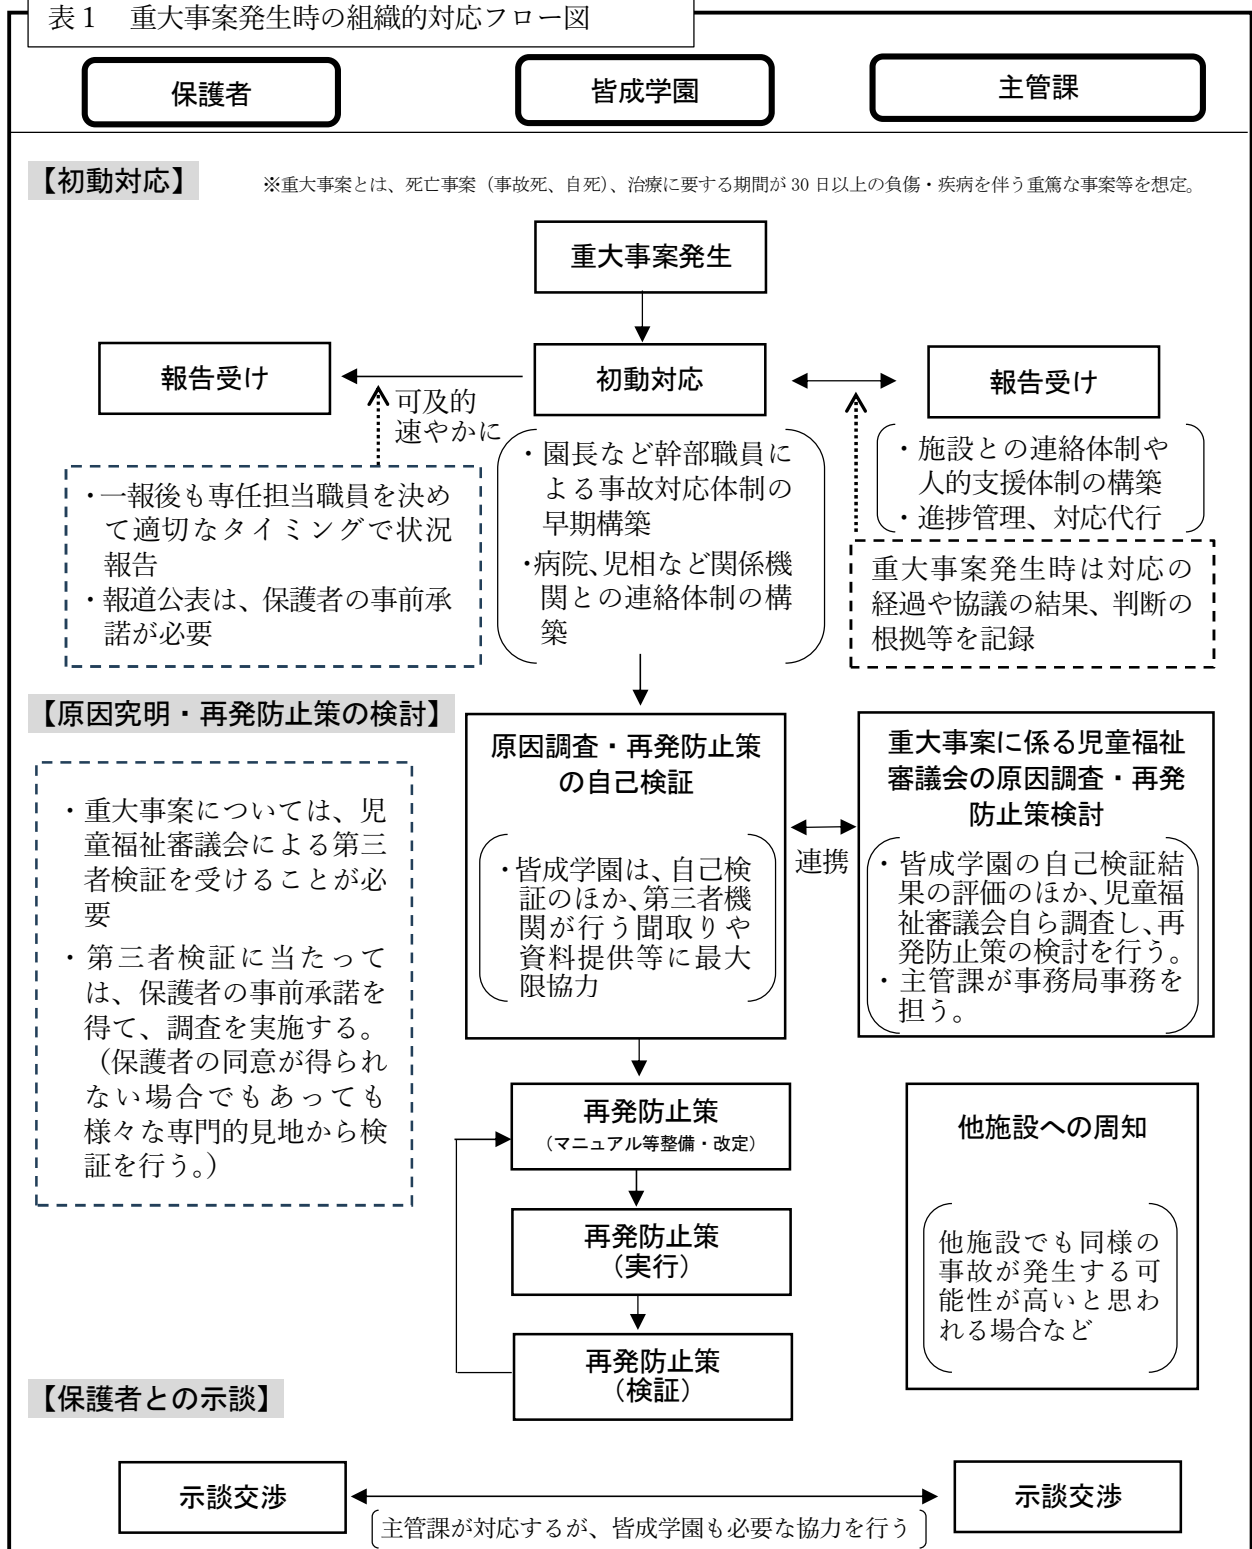 表１　重大事案発生時の組織的対応フロー図
保護者
皆成学園
主管課
【初動対応】
※重大事案とは、死亡事案（事故死、自死）、治療に要する期間が 30 日以上の負傷・疾病を伴う重篤な事案等を想定。
重大事案発生
報告受け
初動対応
報告受け
可及的
速やかに
・一報後も専任担当職員を決め
て適切なタイミングで状況
報告
・報道公表は、保護者の事前承
諾が必要
・園長など幹部職員に
よる事故対応体制の
早期構築
・病院、児相など関係機
関との連絡体制の構
築
・施設との連絡体制や
人的支援体制の構築
・進捗管理、対応代行
重大事案発生時は対応の
経過や協議の結果、判断の
根拠等を記録
【原因究明・再発防止策の検討】
・重大事案については、児
童福祉審議会による第三
者検証を受けることが必
要
・第三者検証に当たって
は、保護者の事前承諾を
得て、調査を実施する。
（保護者の同意が得られ
ない場合でもあっても
様々な専門的見地から検
証を行う。）
原因調査・再発防止策
の自己検証
・皆成学園は、自己検
証のほか、第三者機
関が行う聞取りや
資料提供等に最大
限協力
連携
重大事案に係る児童福祉
審議会の原因調査・再発
防止策検討
・皆成学園の自己検証結
果の評価のほか、児童福
祉審議会自ら調査し、再
発防止策の検討を行う。
・主管課が事務局事務を
担う。
再発防止策
（マニュアル等整備・改定）
再発防止策
（実行）
再発防止策
（検証）
他施設への周知
他施設でも同様の
事故が発生する可
能性が高いと思わ
れる場合など
【保護者との示談】
示談交渉
示談交渉
主管課が対応するが、皆成学園も必要な協力を行う